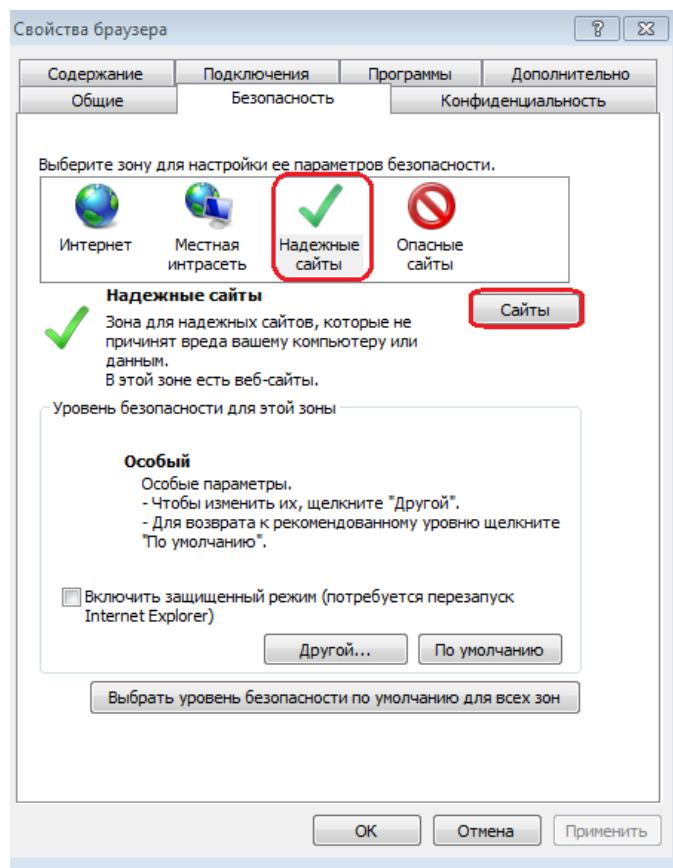 Свойства браузера
Содержание Подключения Программы Дополнительно
Общие Безопасность Конфиденциальность
Выберите зону для настройки ее параметров безопасности.
Интернет Местная интрасеть Надежные сайты Опасные сайты
Надежные сайты
Сайты
Зона для надежных сайтов, которые не
причинят вреда вашему компьютеру или
данным.
В этой зоне есть веб-сайты.
Уровень безопасности для этой зоны
Особый
Особые параметры.
- Чтобы изменить их, щелкните "Другой".
- Для возврата к рекомендованному уровню щелкните
"По умолчанию".
Включить защищенный режим (потребуется перезапуск
Internet Explorer)
Другой... По умолчанию
Выбрать уровень безопасности по умолчанию для всех зон
ОК Отмена Применить